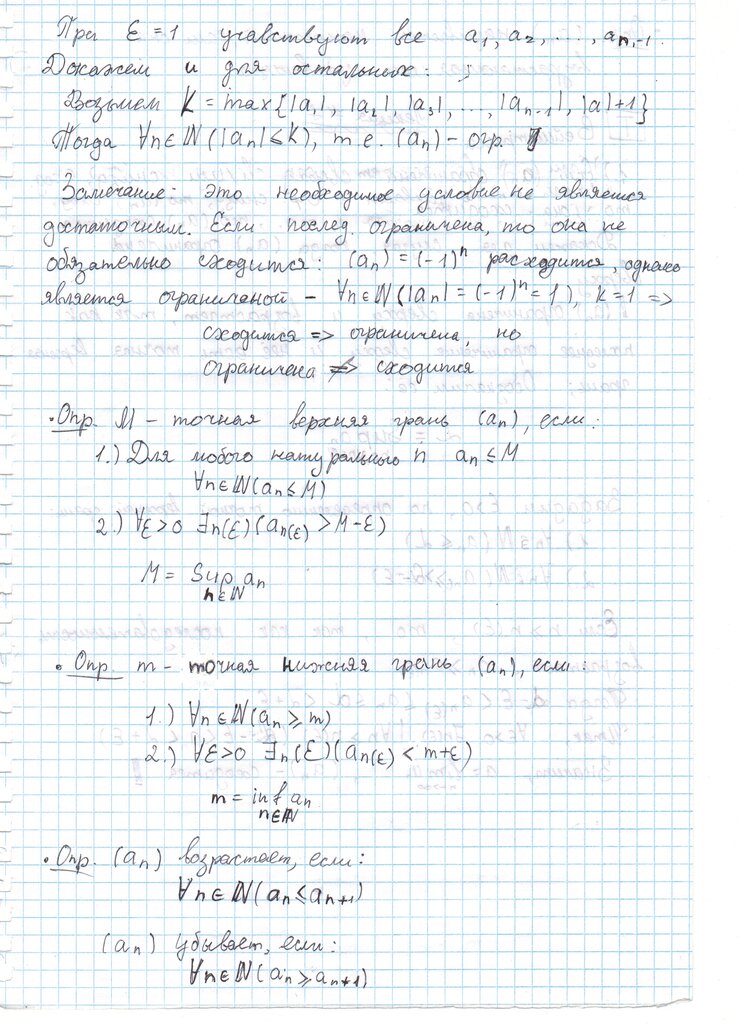 При ε = 1 учавствуют все a₁, a₂, ..., aₙ₋₁.
Докажем и для остальных:
Возьмем K = max{|a₁|, |a₂|, |a₃|, ..., |aₙ₋₁|, |a|+1}
Тогда ∀n∈ℕ(|aₙ|≤K), т.е. (aₙ) – огр.
Замечание: это необходимое условие не является
достаточным. Если послед. ограничена, то она не
обязательно сходится: (aₙ) = (-1)ⁿ расходится, однако
является ограниченой – ∀n∈ℕ(|aₙ| = (-1)ⁿ = 1), K=1 =>
сходится => ограничена, но
ограничена ≠> сходится
• Опр. M – точная верхняя грань (aₙ), если:
1.) Для любого натурального n aₙ ≤ M
∀n∈ℕ(aₙ ≤ M)
2.) ∀ε>0 ∃n(ε)(aₙ₍ε₎ > M-ε)
M = Sup aₙ
n∈ℕ
• Опр. m – точная нижняя грань (aₙ), если:
1.) ∀n∈ℕ(aₙ ≥ m)
2.) ∀ε>0 ∃n(ε)(aₙ₍ε₎ < m+ε)
m = inf aₙ
n∈ℕ
• Опр. (aₙ) возрастает, если:
∀n∈ℕ(aₙ ≤ aₙ₊₁)
(aₙ) убывает, если:
∀n∈ℕ(aₙ ≥ aₙ₊₁)